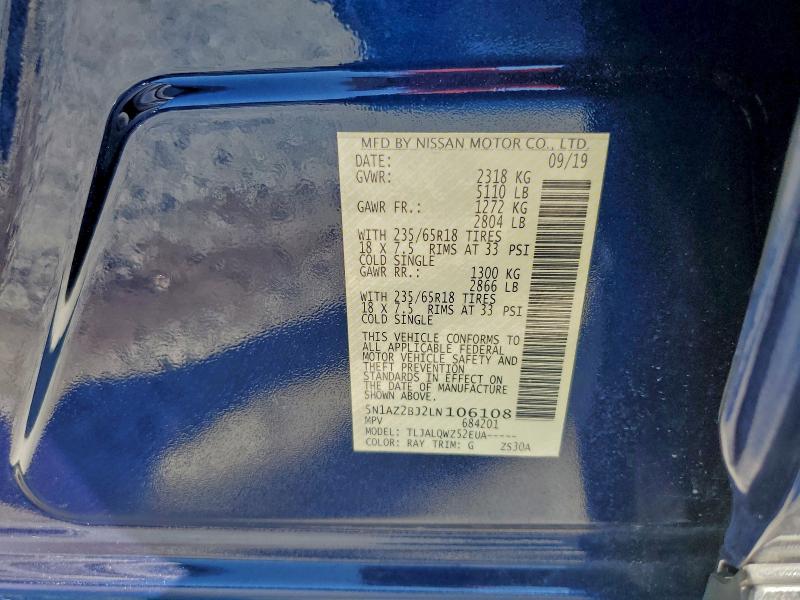 MFD BY NISSAN MOTOR CO., LTD.
DATE: 09/19
GVWR: 2318 KG
5110 LB
GAWR FR.: 1272 KG
2804 LB
WITH 235/65R18 TIRES
18 X 7.5 RIMS AT 33 PSI
COLD SINGLE
GAWR RR.: 1300 KG
2866 LB
WITH 235/65R18 TIRES
18 X 7.5 RIMS AT 33 PSI
COLD SINGLE
THIS VEHICLE CONFORMS TO
ALL APPLICABLE FEDERAL
MOTOR VEHICLE SAFETY AND
THEFT PREVENTION
STANDARDS IN EFFECT ON
THE DATE OF MANUFACTURE
SHOWN ABOVE.
5N1AZ2BJ2LN106108
MPV 684201
MODEL: TLJALQWZ52EUA-----
COLOR: RAY TRIM: G ZS30A